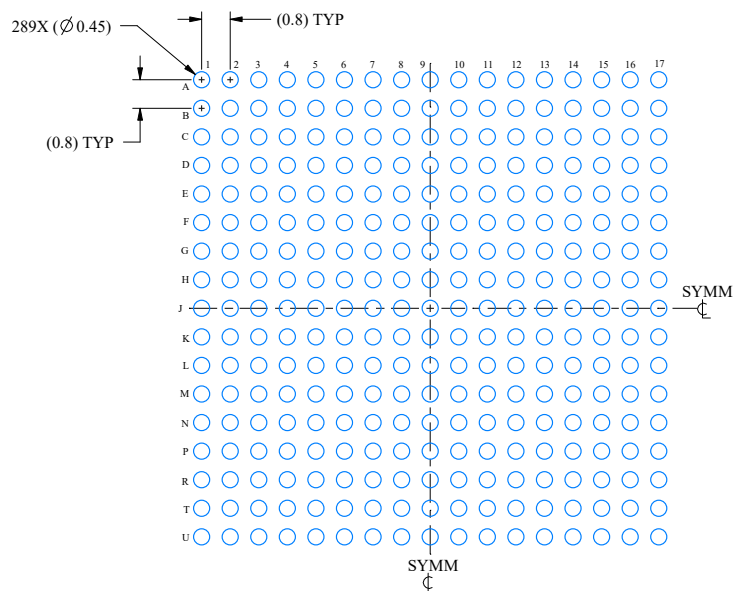 289X (Ø 0.45)
(0.8) TYP
1 2 3 4 5 6 7 8 9 10 11 12 13 14 15 16 17
A
B
(0.8) TYP
C
D
E
F
G
H
SYMM
J
K
L
M
N
P
R
T
U
SYMM